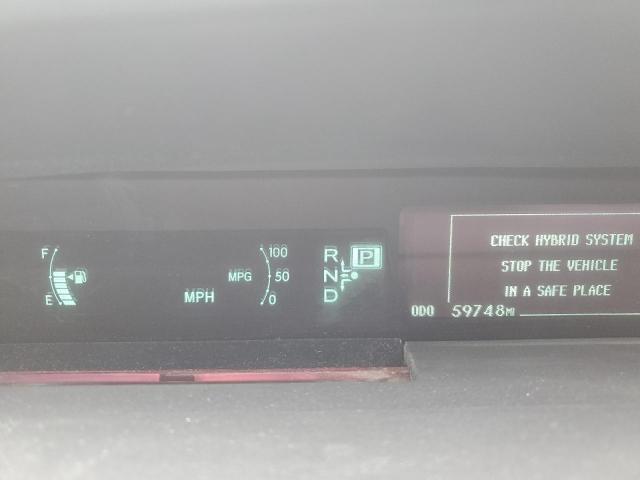 F
E
MPH
MPG
100
50
0
R
N
D
P
CHECK HYBRID SYSTEM
STOP THE VEHICLE
IN A SAFE PLACE
ODO 59748MI